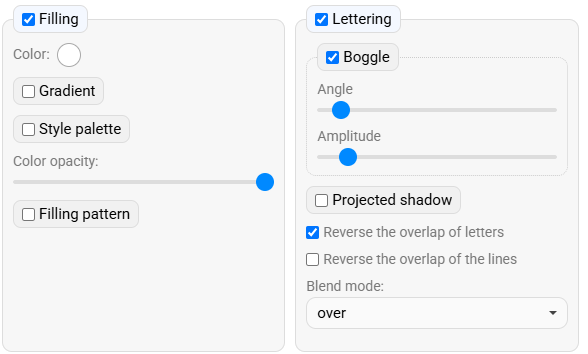 Filling
Color:
Gradient
Style palette
Color opacity:
Filling pattern
Lettering
Boggle
Angle
Amplitude
Projected shadow
Reverse the overlap of letters
Reverse the overlap of the lines
Blend mode:
over